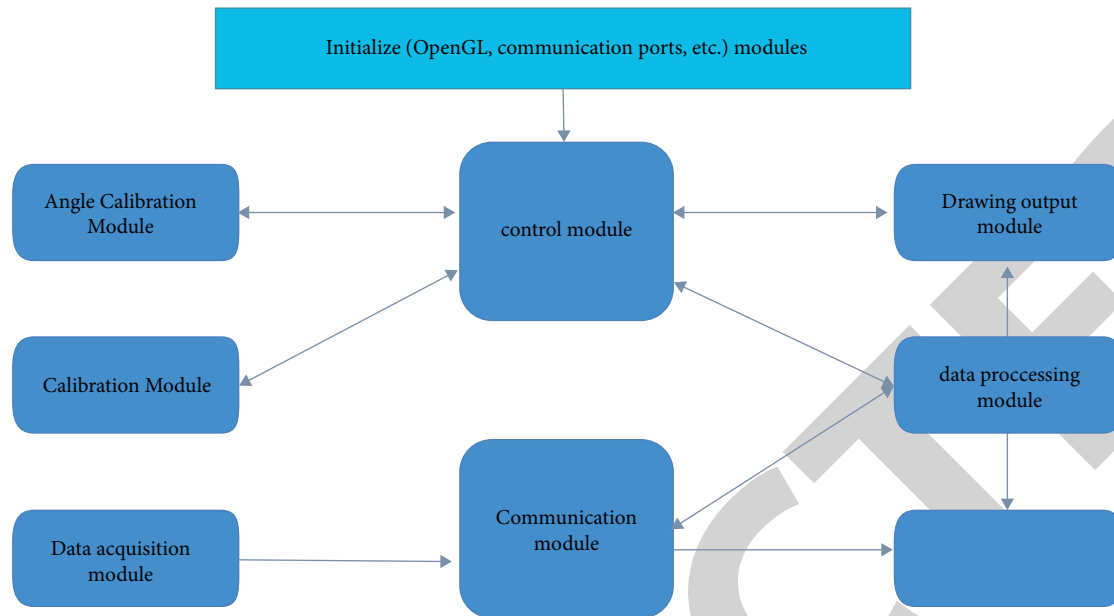 Initialize (OpenGL, communication ports, etc.) modules
Angle Calibration
Module
control module
Drawing output
module
Calibration Module
data proccessing
module
Data acquisition
module
Communication
module